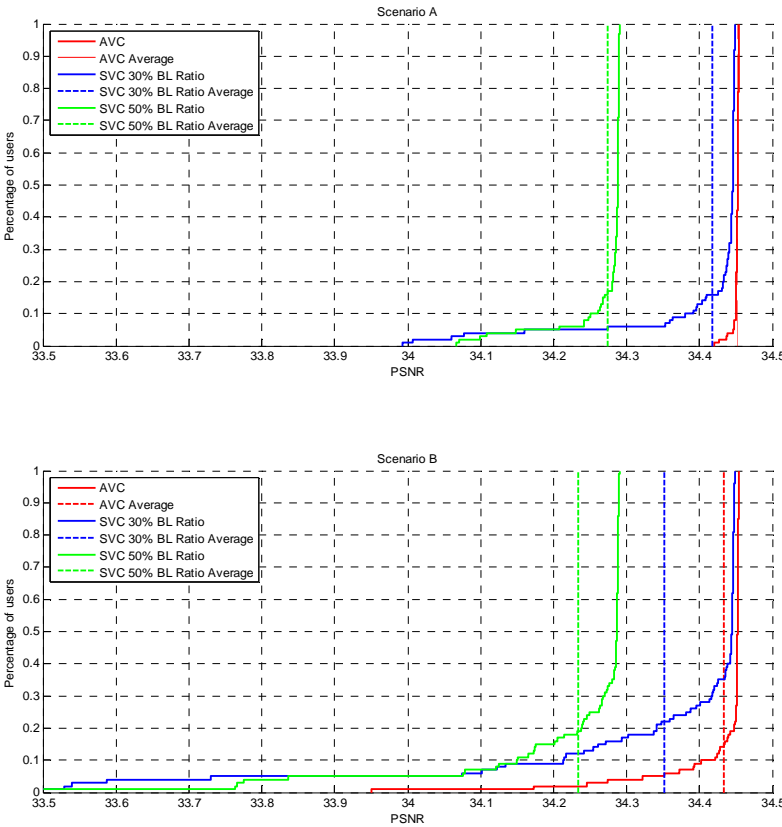 Scenario A
AVC
AVC Average
SVC 30% BL Ratio
SVC 30% BL Ratio Average
SVC 50% BL Ratio
SVC 50% BL Ratio Average
Percentage of users
1
0.9
0.8
0.7
0.6
0.5
0.4
0.3
0.2
0.1
0
33.5 33.6 33.7 33.8 33.9 34 34.1 34.2 34.3 34.4 34.5
PSNR
Scenario B
AVC
AVC Average
SVC 30% BL Ratio
SVC 30% BL Ratio Average
SVC 50% BL Ratio
SVC 50% BL Ratio Average
Percentage of users
1
0.9
0.8
0.7
0.6
0.5
0.4
0.3
0.2
0.1
0
33.5 33.6 33.7 33.8 33.9 34 34.1 34.2 34.3 34.4 34.5
PSNR